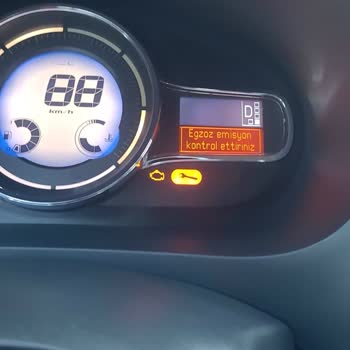 88
km/h
D
Egzoz emisyon
kontrol ettiriniz